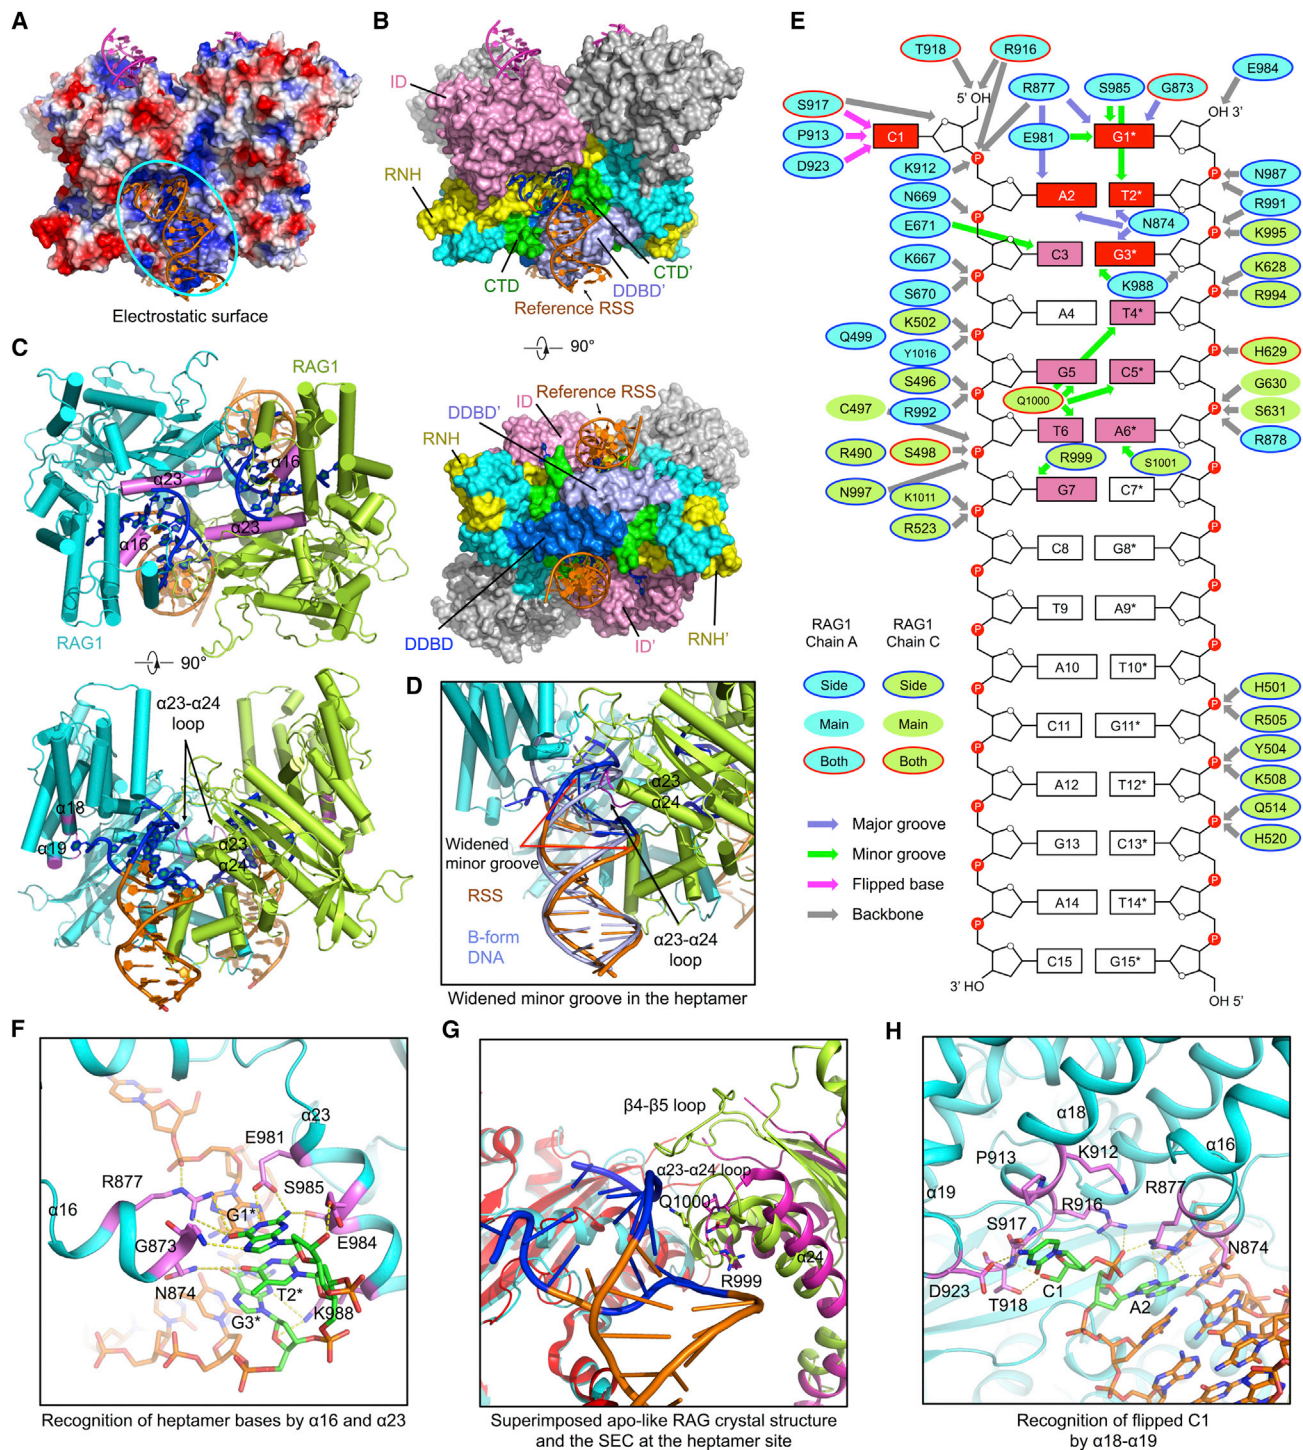 A
Electrostatic surface
B
ID
RNH
CTD
CTD'
DDBD'
Reference RSS
90°
Reference RSS
ID
DDBD'
RNH
DDBD
ID'
RNH'
C
RAG1
α23'
α16'
α16
α23
RAG1
90°
α23-α24
loop
α18
α19
α23
α24
D
α23
α24
Widened
minor groove
RSS
B-form
DNA
α23-α24
loop
Widened minor groove in the heptamer
E
T918
R916
E984
5' OH
R877
S985
G873
OH 3'
S917
P913
C1
E981
G1*
D923
K912
P
N669
A2
T2*
P
N987
R991
E671
P
N874
P
K995
K667
C3
G3*
K628
S670
P
K988
P
R994
K502
A4
T4*
Q499
P
P
H629
Y1016
S496
G5
C5*
G630
C497
R992
P
Q1000
P
S631
T6
A6*
R878
R490
S498
P
R999
S1001
P
N997
K1011
G7
C7*
R523
P
P
C8
G8*
P
P
T9
A9*
RAG1
Chain A
RAG1
Chain C
P
P
A10
T10*
Side
Side
P
P
H501
R505
Main
Main
C11
G11*
P
P
Y504
K508
Both
Both
A12
T12*
P
P
Q514
H520
Major groove
G13
C13*
Minor groove
P
P
Flipped base
A14
T14*
Backbone
P
P
C15
G15*
3' HO
OH 5'
F
α23
E981
R877
S985
α16
G1*
G873
E984
N874
T2*
G3*
K988
Recognition of heptamer bases by α16 and α23
G
β4-β5 loop
α23-α24 loop
Q1000
α24
R999
Superimposed apo-like RAG crystal structure
and the SEC at the heptamer site
H
α18
K912
P913
α16
R877
α19
R916
S917
N874
D923
C1
T918
A2
Recognition of flipped C1
by α18-α19